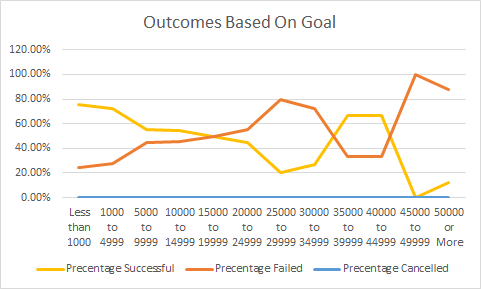 Outcomes Based On Goal
120.00%
100.00%
80.00%
60.00%
40.00%
20.00%
0.00%
Less than 1000
1000 to 4999
5000 to 9999
10000 to 14999
15000 to 19999
20000 to 24999
25000 to 29999
30000 to 34999
35000 to 39999
40000 to 44999
45000 to 49999
50000 or More
Precentage Successful
Precentage Failed
Precentage Cancelled